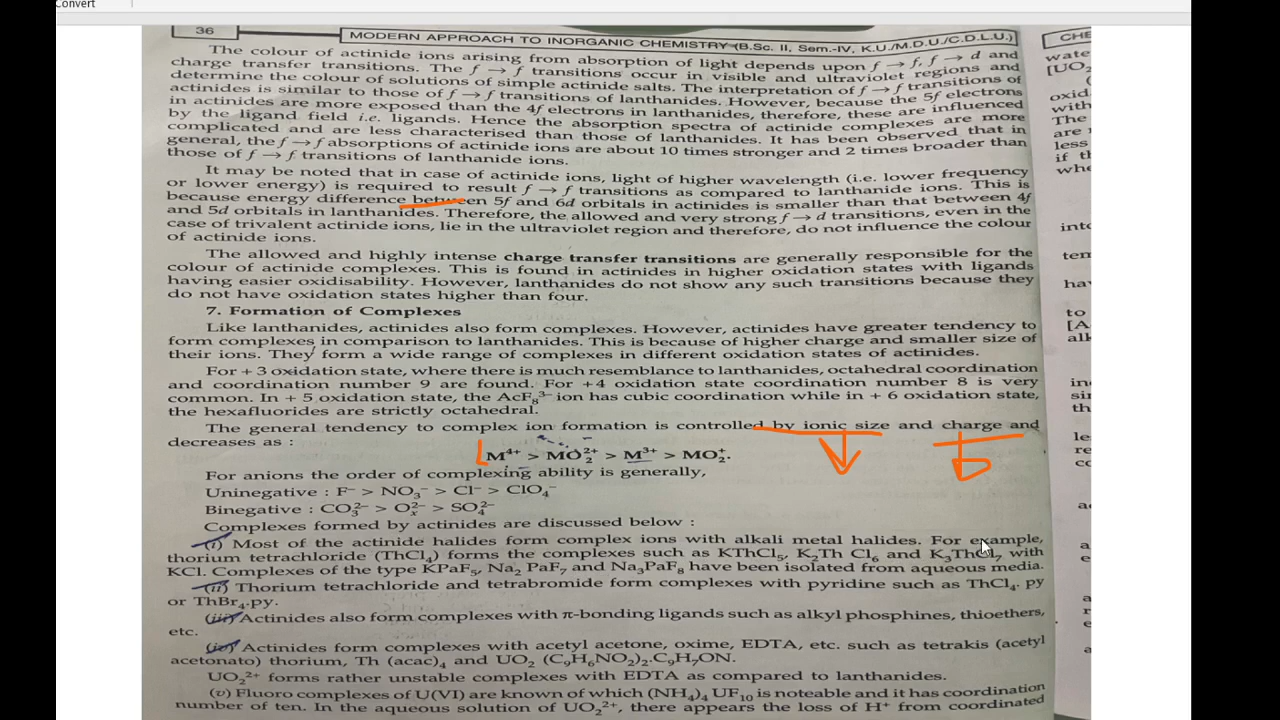 Convert
36
MODERN APPROACH TO INORGANIC CHEMISTRY (B.Sc. II, Sem.-IV, K.U./M.D.U./C.D.L.U.)
CHE
The colour of actinide ions arising from absorption of light depends upon f → f, f → d and
charge transfer transitions. The f → f transitions occur in visible and ultraviolet regions and
determine the colour of solutions of simple actinide salts. The interpretation of f → f transitions of
actinides is similar to those of f → f transitions of lanthanides. However, because the 5f electrons
in actinides are more exposed than the 4f electrons in lanthanides, therefore, these are influenced
by the ligand field i.e. ligands. Hence the absorption spectra of actinide complexes are more
complicated and are less characterised than those of lanthanides. It has been observed that in
general, the f → f absorptions of actinide ions are about 10 times stronger and 2 times broader than
those of f → f transitions of lanthanide ions.
It may be noted that in case of actinide ions, light of higher wavelength (i.e. lower frequency
or lower energy) is required to result f → f transitions as compared to lanthanide ions. This is
because energy difference between 5f and 6d orbitals in actinides is smaller than that between 4f
and 5d orbitals in lanthanides. Therefore, the allowed and very strong f → d transitions, even in the
case of trivalent actinide ions, lie in the ultraviolet region and therefore, do not influence the colour
of actinide ions.
The allowed and highly intense charge transfer transitions are generally responsible for the
colour of actinide complexes. This is found in actinides in higher oxidation states with ligands
having easier oxidisability. However, lanthanides do not show any such transitions because they
do not have oxidation states higher than four.
7. Formation of Complexes
Like lanthanides, actinides also form complexes. However, actinides have greater tendency to
form complexes in comparison to lanthanides. This is because of higher charge and smaller size of
their ions. They form a wide range of complexes in different oxidation states of actinides.
For + 3 oxidation state, where there is much resemblance to lanthanides, octahedral coordination
and coordination number 9 are found. For +4 oxidation state coordination number 8 is very
common. In + 5 oxidation state, the AcF₈³⁻ ion has cubic coordination while in + 6 oxidation state,
the hexafluorides are strictly octahedral.
The general tendency to complex ion formation is controlled by ionic size and charge and
decreases as :
M⁴⁺ > MO₂²⁺ > M³⁺ > MO₂⁺.
For anions the order of complexing ability is generally,
Uninegative : F⁻ > NO₃⁻ > Cl⁻ > ClO₄⁻
Binegative : CO₃²⁻ > Oₓ²⁻ > SO₄²⁻
Complexes formed by actinides are discussed below :
(i) Most of the actinide halides form complex ions with alkali metal halides. For example,
thorium tetrachloride (ThCl₄) forms the complexes such as KThCl₅, K₂Th Cl₆ and K₃ThCl₇ with
KCl. Complexes of the type KPaF₅, Na₂ PaF₇ and Na₃PaF₈ have been isolated from aqueous media.
(ii) Thorium tetrachloride and tetrabromide form complexes with pyridine such as ThCl₄. py
or ThBr₄.py.
(iii) Actinides also form complexes with π-bonding ligands such as alkyl phosphines, thioethers,
etc.
(iv) Actinides form complexes with acetyl acetone, oxime, EDTA, etc. such as tetrakis (acetyl
acetonato) thorium, Th (acac)₄ and UO₂ (C₉H₆NO₂)₂.C₉H₇ON.
UO₂²⁺ forms rather unstable complexes with EDTA as compared to lanthanides.
(v) Fluoro complexes of U(VI) are known of which (NH₄)₄ UF₁₀ is noteable and it has coordination
number of ten. In the aqueous solution of UO₂²⁺, there appears the loss of H⁺ from coordinated